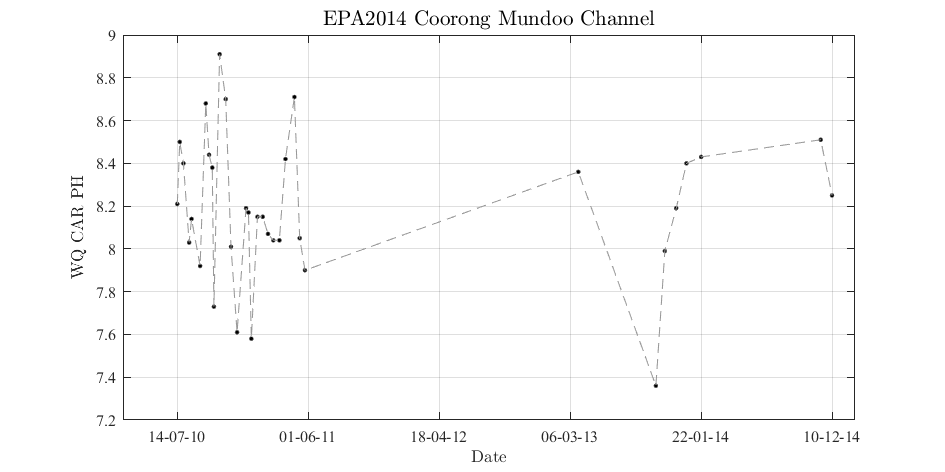 EPA2014 Coorong Mundoo Channel
WQ CAR PH
9
8.8
8.6
8.4
8.2
8
7.8
7.6
7.4
7.2
14-07-10 01-06-11 18-04-12 06-03-13 22-01-14 10-12-14
Date